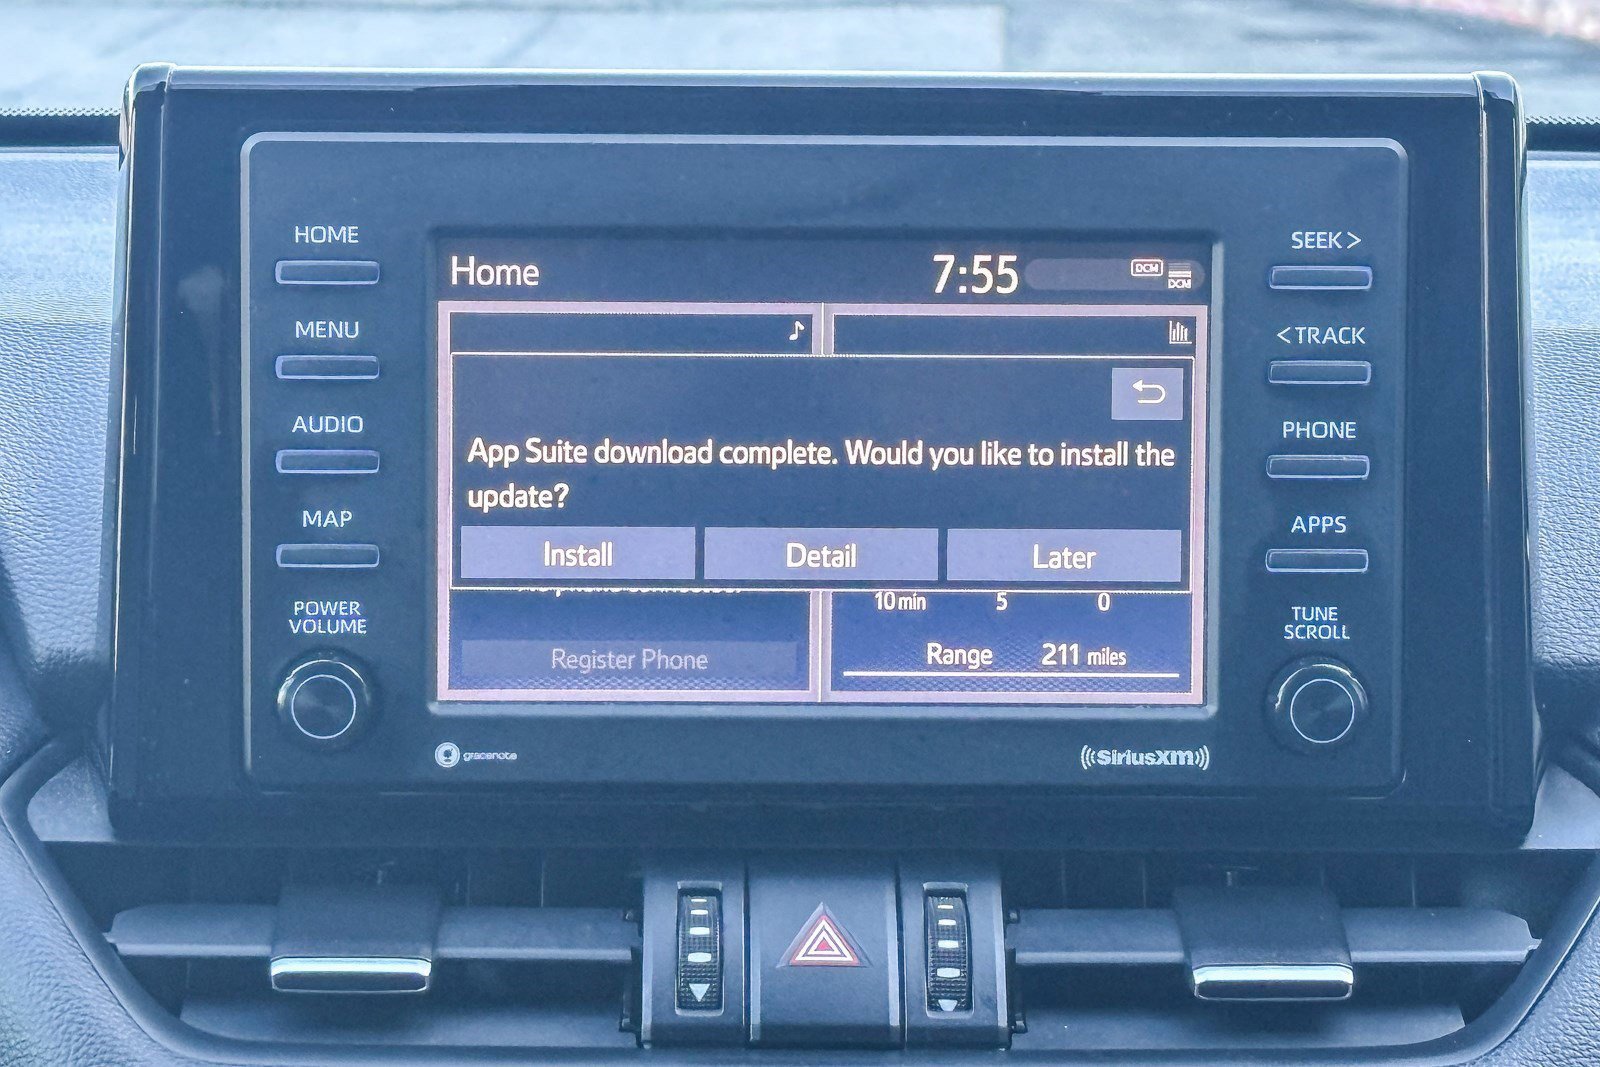 HOME
MENU
AUDIO
MAP
POWER
VOLUME
Home
7:55
DCM
DCM
App Suite download complete. Would you like to install the
update?
Install
Detail
Later
10 min
5
0
Register Phone
Range
211 miles
gracenote
SiriusXM
SEEK >
< TRACK
PHONE
APPS
TUNE
SCROLL